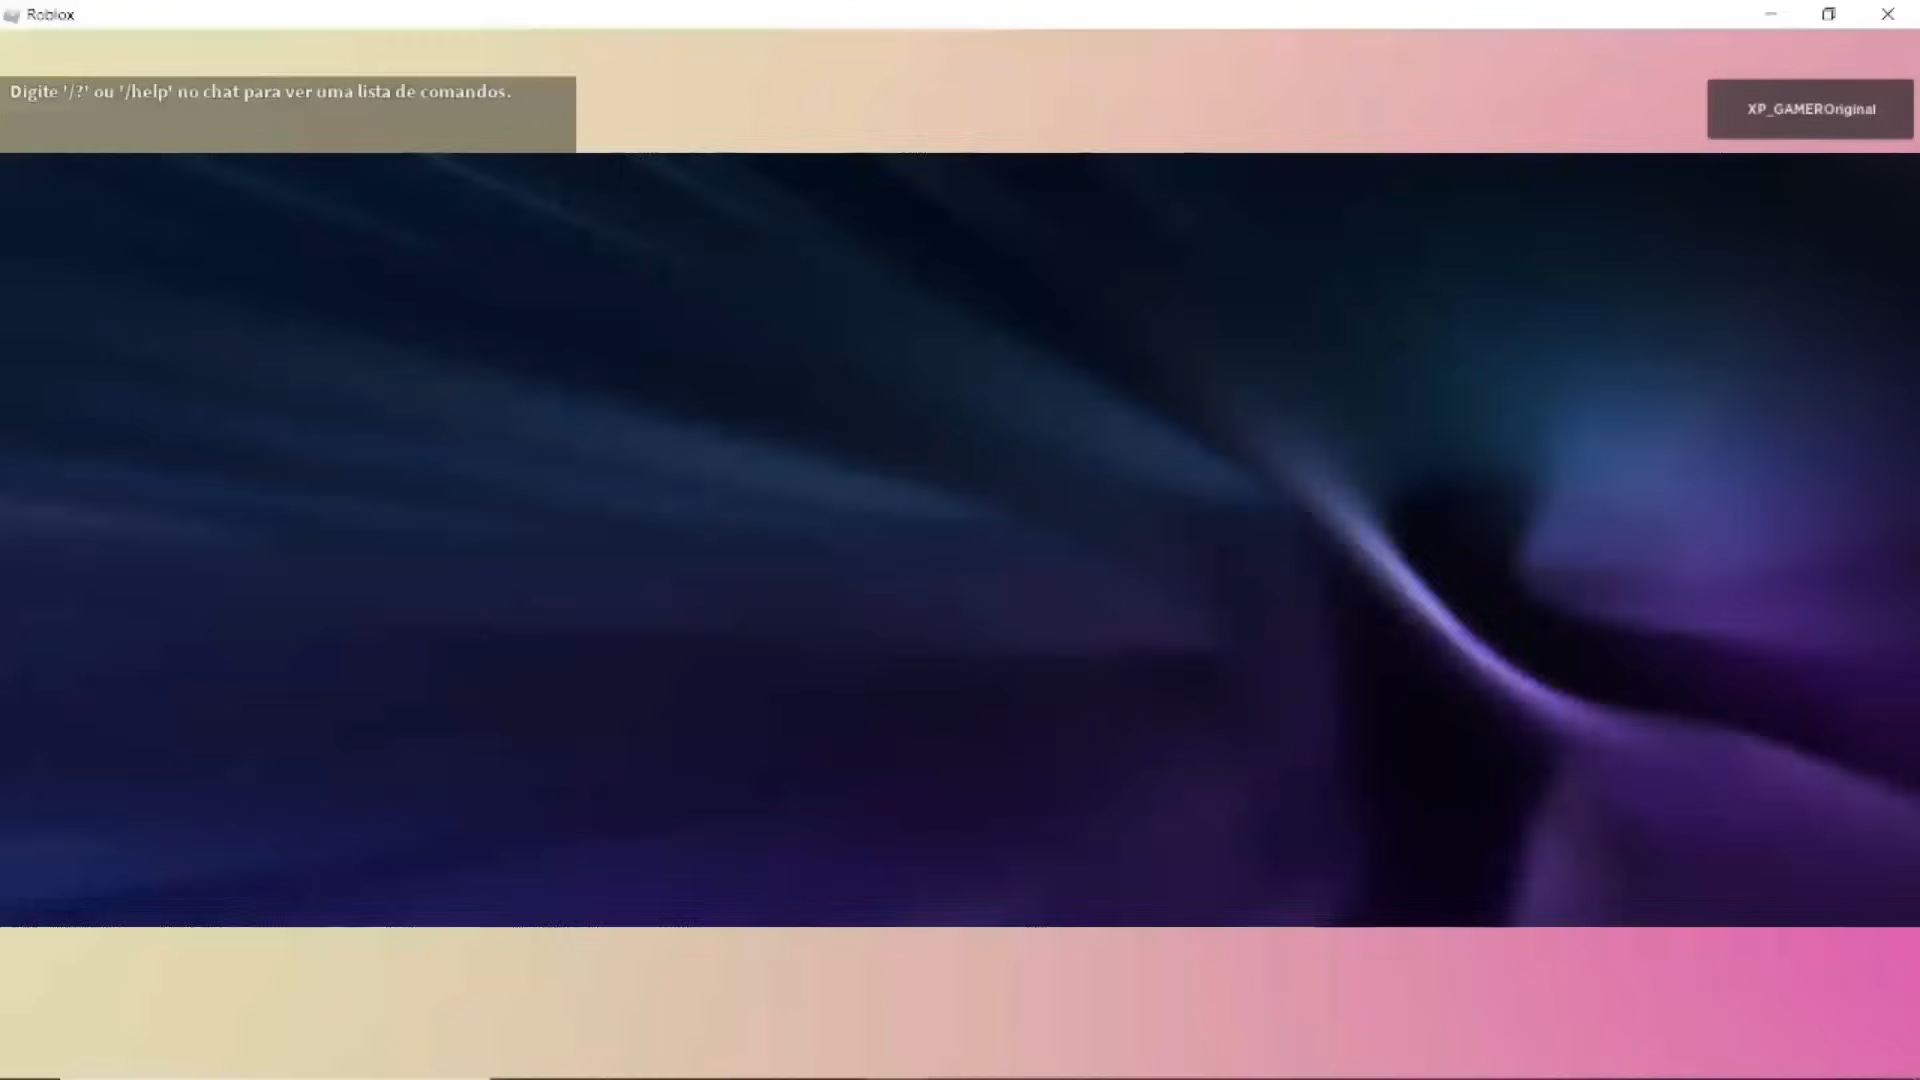 Roblox
Digite '/?' ou '/help' no chat para ver uma lista de comandos.
XP_GAMEROriginal